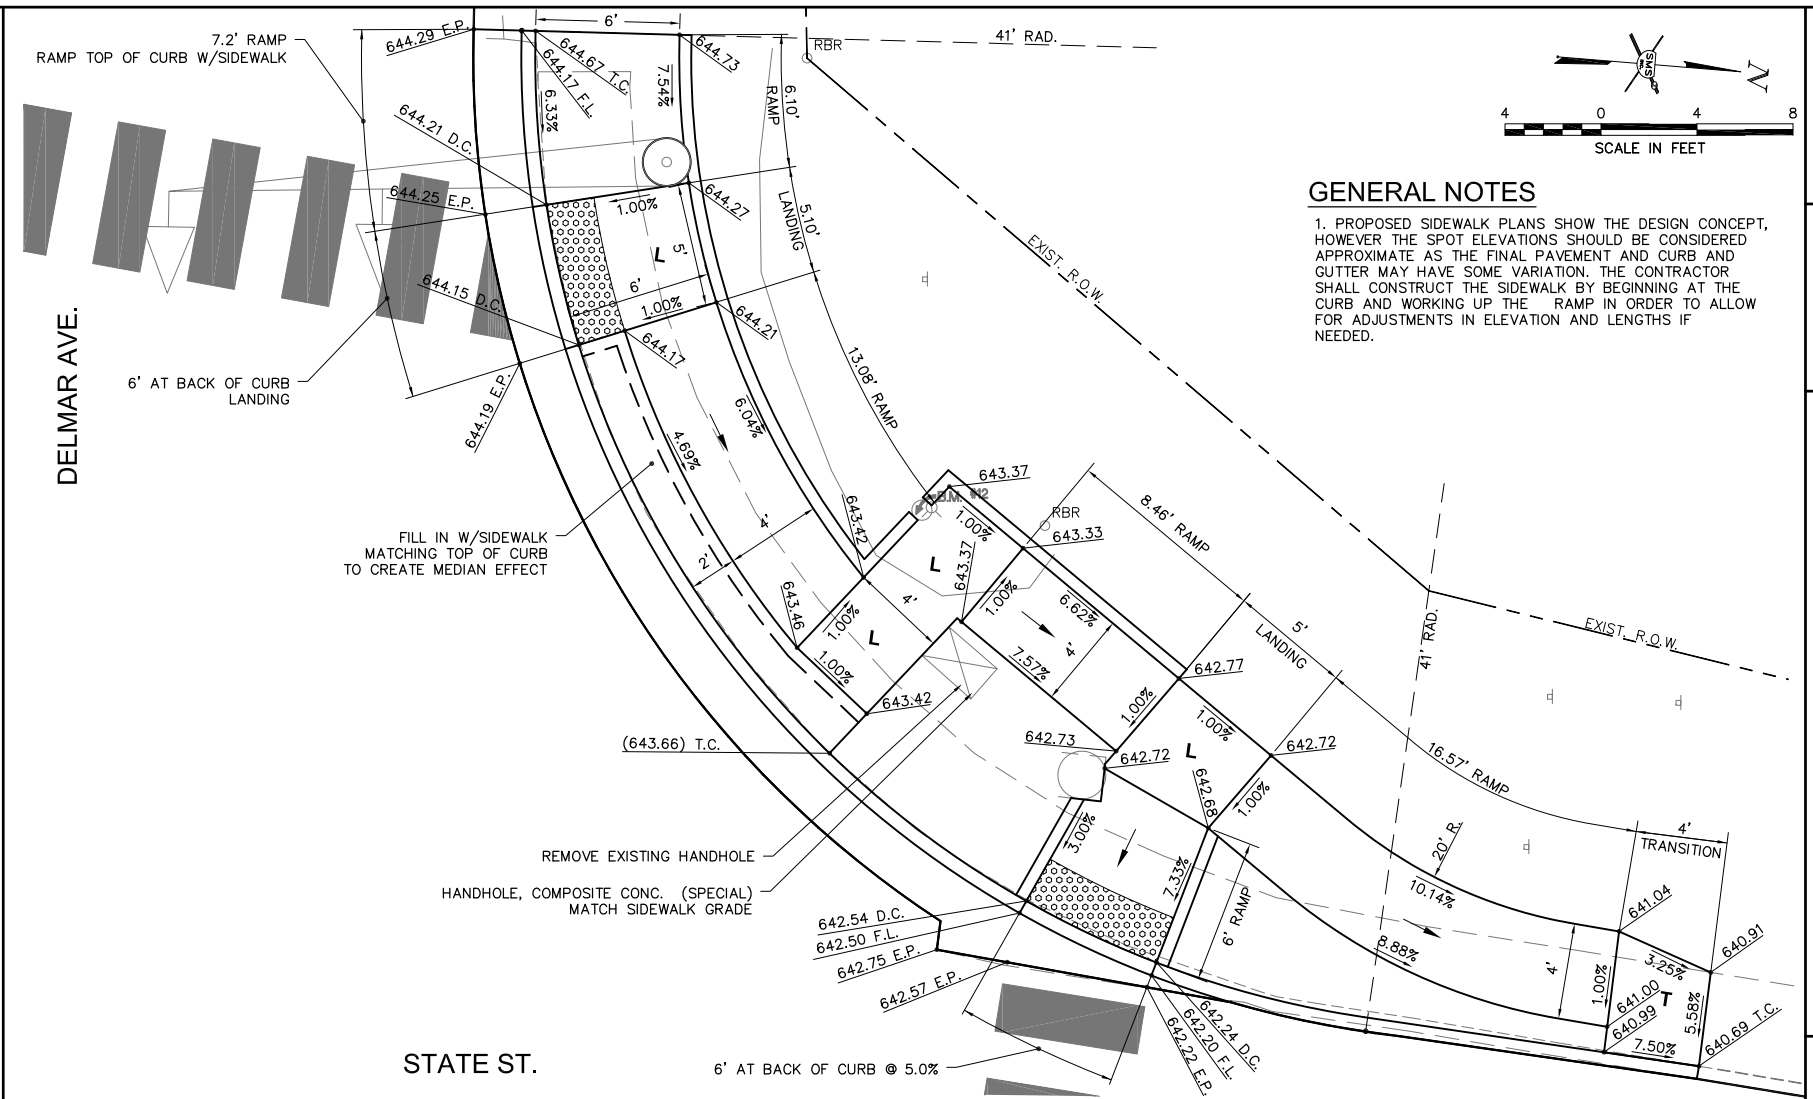 7.2' RAMP
RAMP TOP OF CURB W/SIDEWALK
644.29 E.P.
6'
644.67 T.C.
644.17 F.L.
644.73
7.54%
6.33%
6.10'
RAMP
RBR
41' RAD.
SMS
N
4 0 4 8
SCALE IN FEET
644.21 D.C.
644.25 E.P.
1.00%
644.27
5.10'
LANDING
L
5'
6'
1.00%
644.15 D.C.
644.21
644.17
644.19 E.P.
EXIST. R.O.W.
GENERAL NOTES
1. PROPOSED SIDEWALK PLANS SHOW THE DESIGN CONCEPT,
HOWEVER THE SPOT ELEVATIONS SHOULD BE CONSIDERED
APPROXIMATE AS THE FINAL PAVEMENT AND CURB AND
GUTTER MAY HAVE SOME VARIATION. THE CONTRACTOR
SHALL CONSTRUCT THE SIDEWALK BY BEGINNING AT THE
CURB AND WORKING UP THE RAMP IN ORDER TO ALLOW
FOR ADJUSTMENTS IN ELEVATION AND LENGTHS IF
NEEDED.
DELMAR AVE.
6' AT BACK OF CURB
LANDING
13.08' RAMP
6.04%
4.69%
FILL IN W/SIDEWALK
MATCHING TOP OF CURB
TO CREATE MEDIAN EFFECT
4'
2'
643.42
643.37
B.M. #12
1.00%
RBR
643.33
643.37
L
8.46' RAMP
643.46
1.00%
4'
L
1.00%
6.62%
4'
7.57%
1.00%
643.42
(643.66) T.C.
5'
LANDING
642.77
1.00%
1.00%
642.73
642.72
L
642.72
642.68
1.00%
41' RAD.
EXIST. R.O.W.
16.57' RAMP
REMOVE EXISTING HANDHOLE
HANDHOLE, COMPOSITE CONC. (SPECIAL)
MATCH SIDEWALK GRADE
3.00%
7.33%
6' RAMP
20' R.
10.14%
8.88%
4'
TRANSITION
641.04
640.91
3.25%
4'
1.00%
641.00
640.99
T
5.58%
7.50%
640.69 T.C.
642.54 D.C.
642.50 F.L.
642.75 E.P.
642.57 E.P.
642.24 D.C.
642.20 F.L.
642.22 E.P.
STATE ST.
6' AT BACK OF CURB @ 5.0%